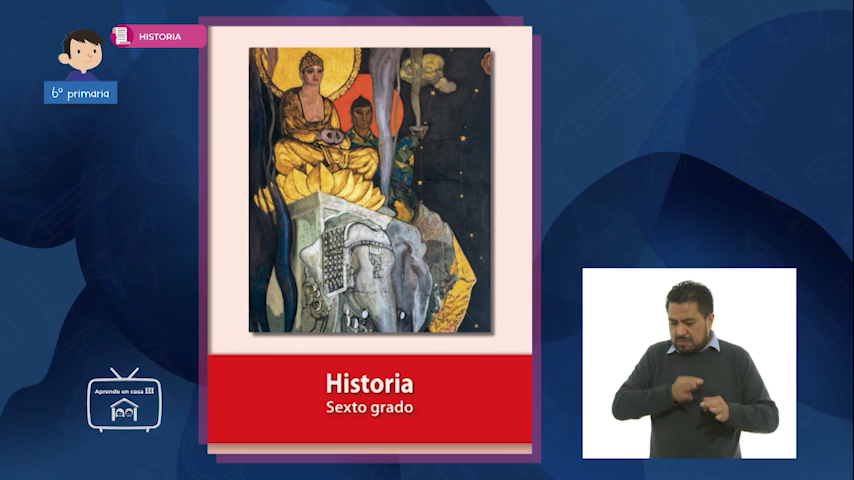 HISTORIA
6º primaria
Historia
Sexto grado
Aprende en casa III